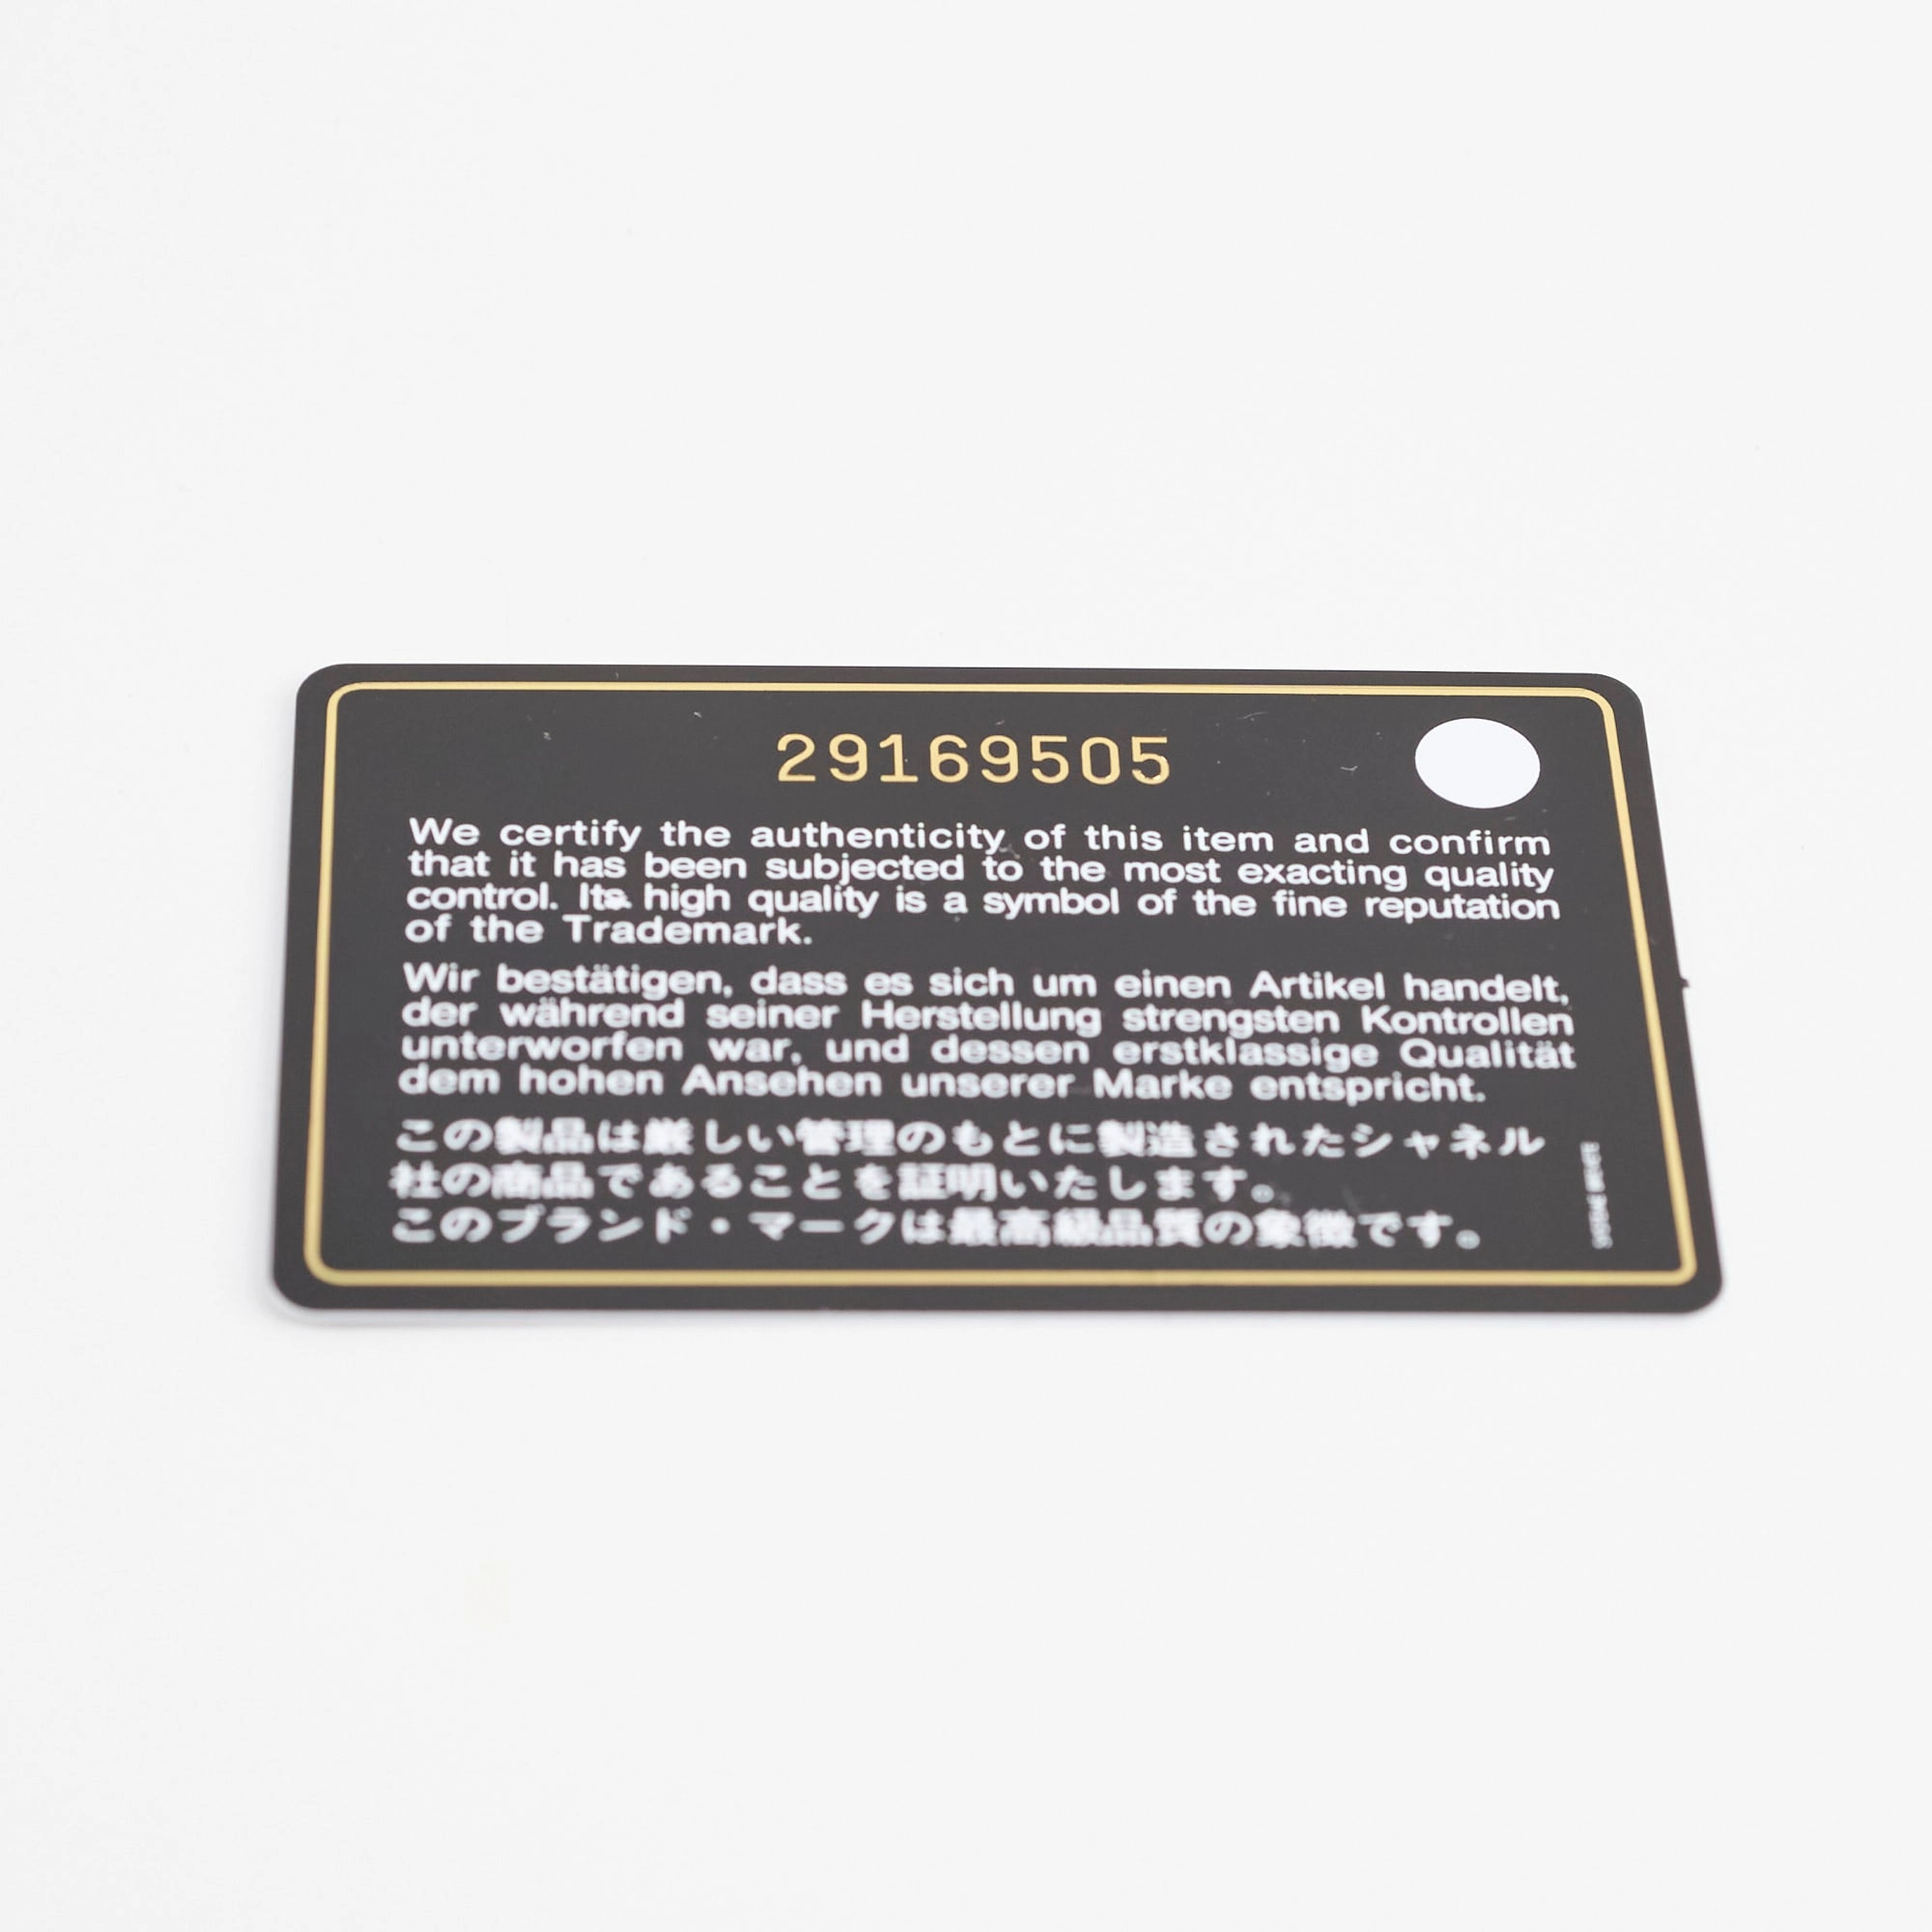 29169505
We certify the authenticity of this item and confirm
that it has been subjected to the most exacting quality
control. Its high quality is a symbol of the fine reputation
of the Trademark.
Wir bestätigen, dass es sich um einen Artikel handelt,
der während seiner Herstellung strengsten Kontrollen
unterworfen war, und dessen erstklassige Qualität
dem hohen Ansehen unserer Marke entspricht.
この製品は厳しい管理のもとに製造されたシャネル
社の商品であることを証明いたします。
このブランド・マークは最高級品質の象徴です。